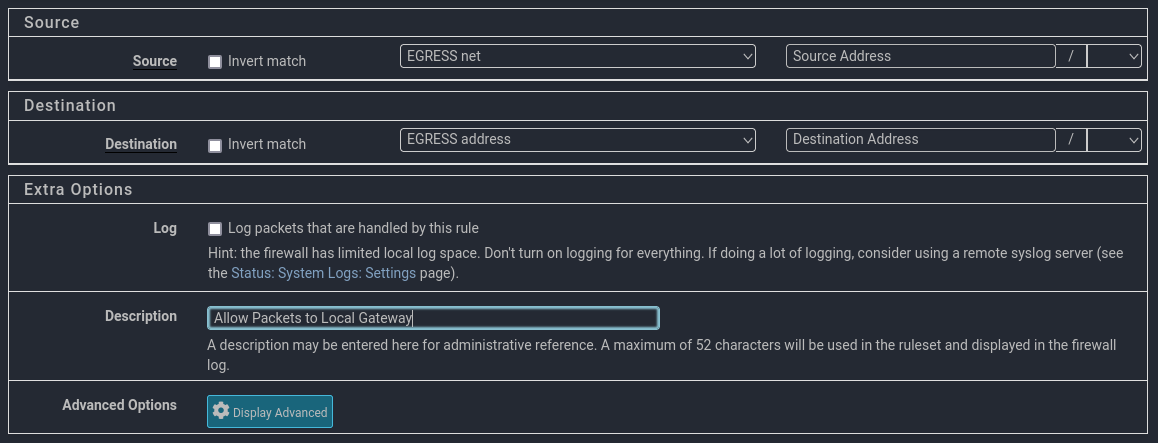 Source
Source Invert match EGRESS net Source Address /
Destination
Destination Invert match EGRESS address Destination Address /
Extra Options
Log Log packets that are handled by this rule
Hint: the firewall has limited local log space. Don't turn on logging for everything. If doing a lot of logging, consider using a remote syslog server (see
the Status: System Logs: Settings page).
Description Allow Packets to Local Gateway
A description may be entered here for administrative reference. A maximum of 52 characters will be used in the ruleset and displayed in the firewall
log.
Advanced Options Display Advanced